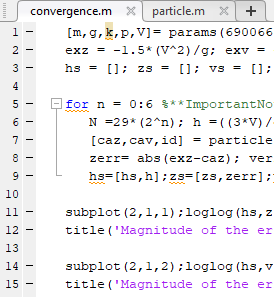 convergence.m × particle.m × +
1 – [m,g,k,p,V]= params(690066
2 – exz = -1.5*(V^2)/g; exv =
3 – hs = []; zs = []; vs = [];
4
5 – for n = 0:6 %**ImportantNo
6 – N =29*(2^n); h =((3*V)/
7 – [caz,cav,id] = particle
8 – zerr= abs(exz-caz); ver
9 – hs=[hs,h];zs=[zs,zerr];
10
11 – subplot(2,1,1);loglog(hs,z
12 – title('Magnitude of the er
13
14 – subplot(2,1,2);loglog(hs,v
15 – title('Magnitude of the er